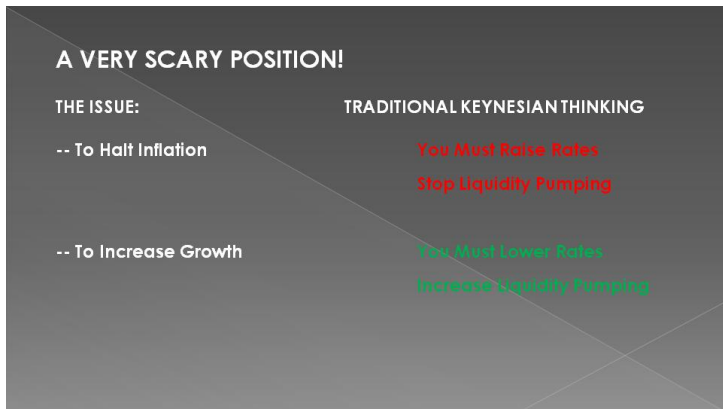 A VERY SCARY POSITION!
THE ISSUE: TRADITIONAL KEYNESIAN THINKING
-- To Halt Inflation You Must Raise Rates
Stop Liquidity Pumping
-- To Increase Growth You Must Lower Rates
Increase Liquidity Pumping